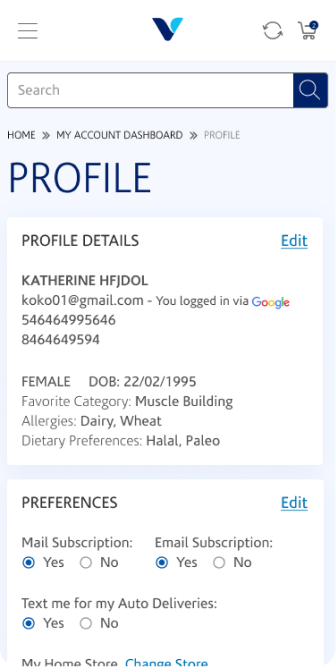 2
Search
HOME >> MY ACCOUNT DASHBOARD >> PROFILE
PROFILE
PROFILE DETAILS Edit
KATHERINE HFJDOL
koko01@gmail.com - You logged in via Google
546464995646
8464649594
FEMALE DOB: 22/02/1995
Favorite Category: Muscle Building
Allergies: Dairy, Wheat
Dietary Preferences: Halal, Paleo
PREFERENCES Edit
Mail Subscription: Email Subscription:
Yes No Yes No
Text me for my Auto Deliveries:
Yes No
My Home Store Change Store